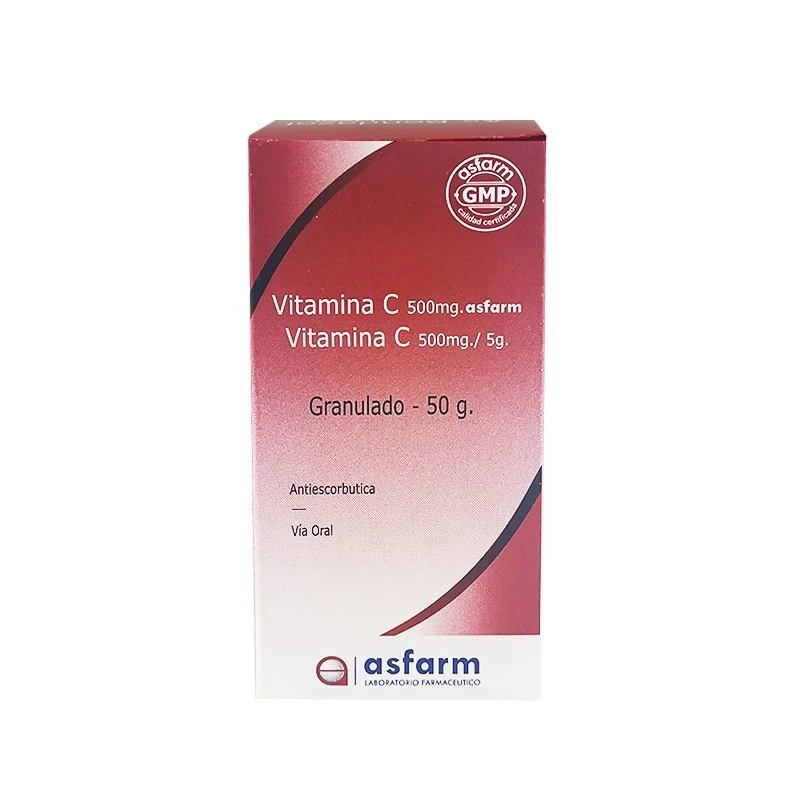 asfarm
GMP
calidad certificada
Vitamina C 500mg.asfarm
Vitamina C 500mg./ 5g.
Granulado - 50 g.
Antiescorbutica
Vía Oral
asfarm
LABORATORIO FARMACEUTICO